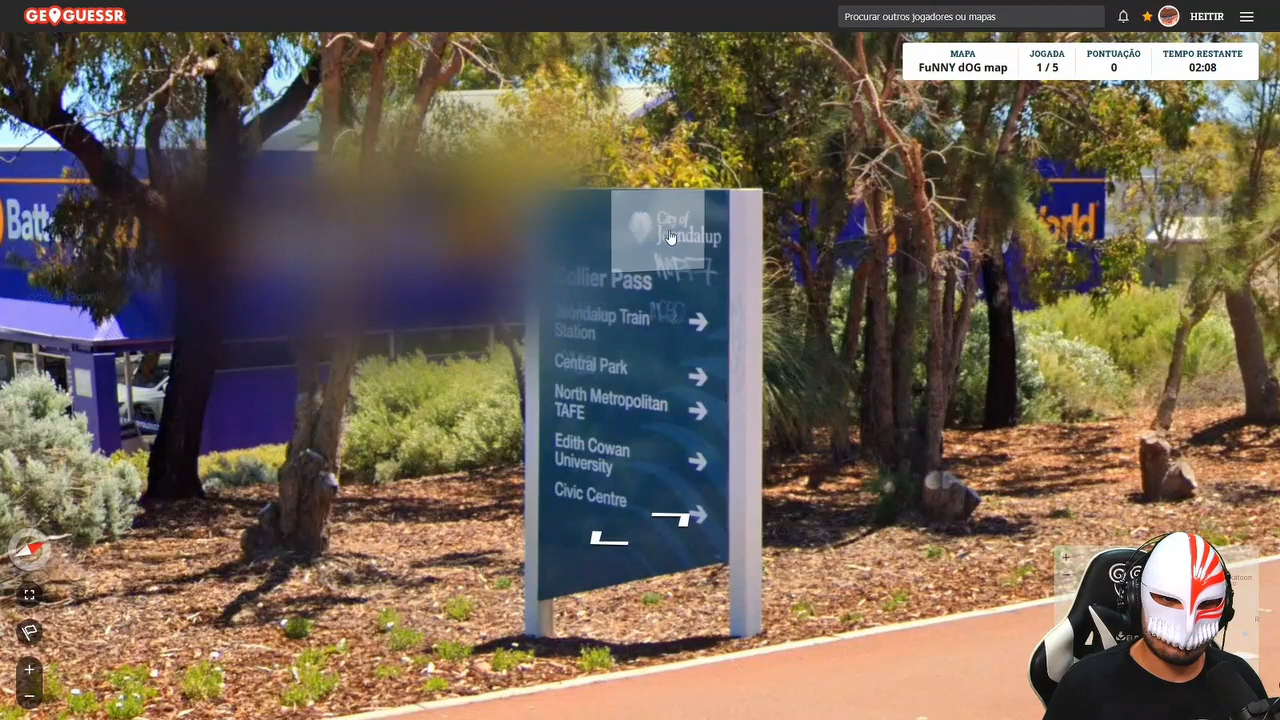 GEOGUESSR
Procurar outros jogadores ou mapas
HEITIR
MAPA
FuNNY dOG map
JOGADA
1 / 5
PONTUAÇÃO
0
TEMPO RESTANTE
02:08
Batt
World
City of
Joondalup
Collier Pass
Joondalup Train
Station
Central Park
North Metropolitan
TAFE
Edith Cowan
University
Civic Centre